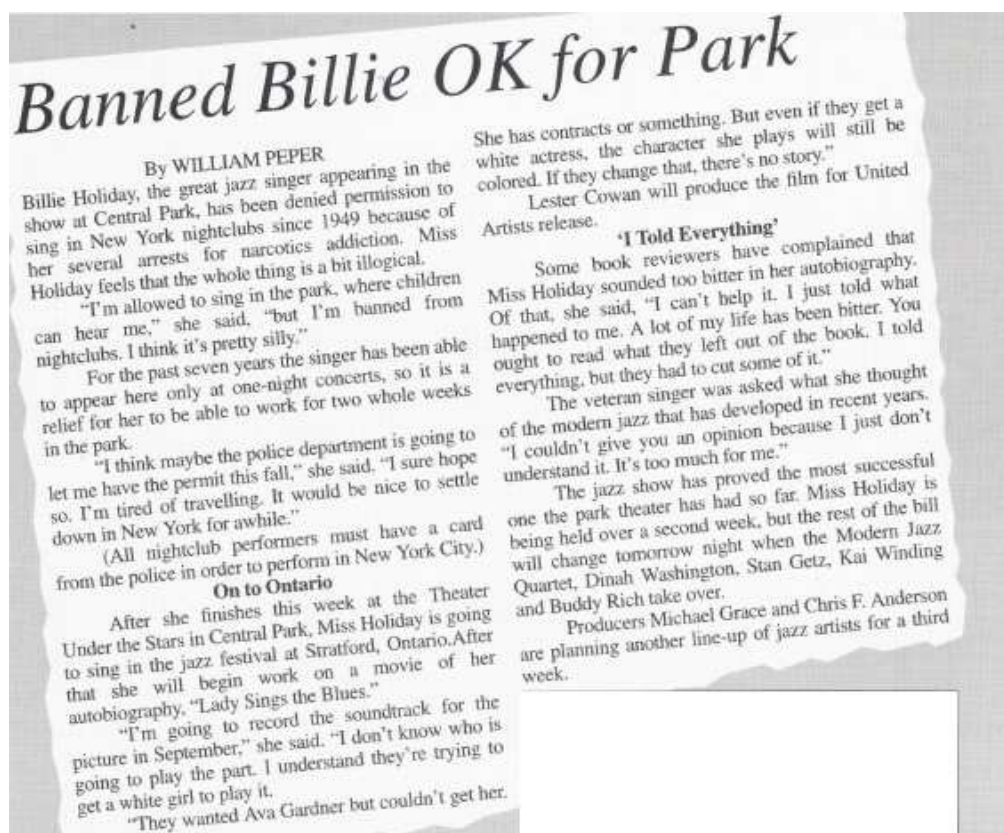 Banned Billie OK for Park
By WILLIAM PEPER
Billie Holiday, the great jazz singer appearing in the
show at Central Park, has been denied permission to
sing in New York nightclubs since 1949 because of
her several arrests for narcotics addiction. Miss
Holiday feels that the whole thing is a bit illogical.
“I’m allowed to sing in the park, where children
can hear me,” she said, “but I’m banned from
nightclubs. I think it’s pretty silly.”
For the past seven years the singer has been able
to appear here only at one-night concerts, so it is a
relief for her to be able to work for two whole weeks
in the park.
“I think maybe the police department is going to
let me have the permit this fall,” she said. “I sure hope
so. I’m tired of travelling. It would be nice to settle
down in New York for awhile.”
(All nightclub performers must have a card
from the police in order to perform in New York City.)
On to Ontario
After she finishes this week at the Theater
Under the Stars in Central Park, Miss Holiday is going
to sing in the jazz festival at Stratford, Ontario.After
that she will begin work on a movie of her
autobiography, “Lady Sings the Blues.”
“I’m going to record the soundtrack for the
picture in September,” she said. “I don’t know who is
going to play the part. I understand they’re trying to
get a white girl to play it.
“They wanted Ava Gardner but couldn’t get her.
She has contracts or something. But even if they get a
white actress, the character she plays will still be
colored. If they change that, there’s no story.”
Lester Cowan will produce the film for United
Artists release.
‘I Told Everything’
Some book reviewers have complained that
Miss Holiday sounded too bitter in her autobiography.
Of that, she said, “I can’t help it. I just told what
happened to me. A lot of my life has been bitter. You
ought to read what they left out of the book. I told
everything, but they had to cut some of it.”
The veteran singer was asked what she thought
of the modern jazz that has developed in recent years.
“I couldn’t give you an opinion because I just don’t
understand it. It’s too much for me.”
The jazz show has proved the most successful
one the park theater has had so far. Miss Holiday is
being held over a second week, but the rest of the bill
will change tomorrow night when the Modern Jazz
Quartet, Dinah Washington, Stan Getz, Kai Winding
and Buddy Rich take over.
Producers Michael Grace and Chris F. Anderson
are planning another line-up of jazz artists for a third
week.